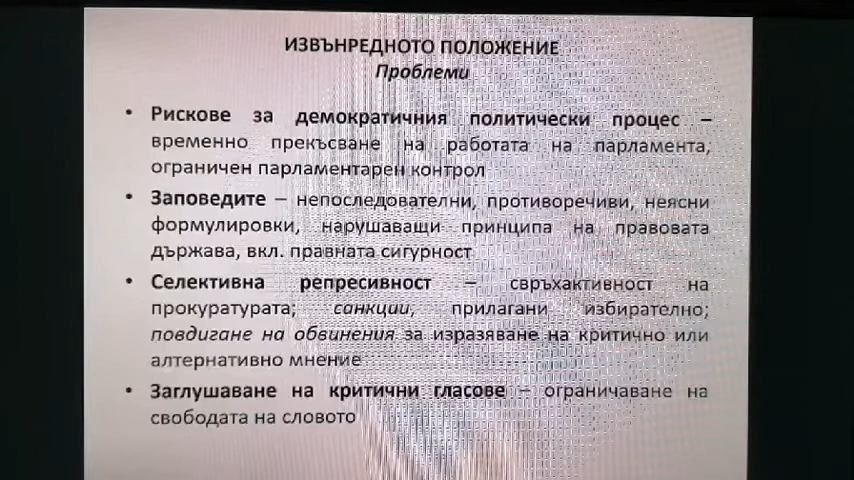 ИЗВЪНРЕДНОТО ПОЛОЖЕНИЕ
Проблеми
• Рискове за демократичния политически процес –
временно прекъсване на работата на парламента,
ограничен парламентарен контрол
• Заповедите – непоследователни, противоречиви, неясни
формулировки, нарушаващи принципа на правовата
държава, вкл. правната сигурност
• Селективна репресивност – свръхактивност на
прокуратурата; санкции, прилагани избирателно;
повдигане на обвинения за изразяване на критично или
алтернативно мнение
• Заглушаване на критични гласове – ограничаване на
свободата на словото